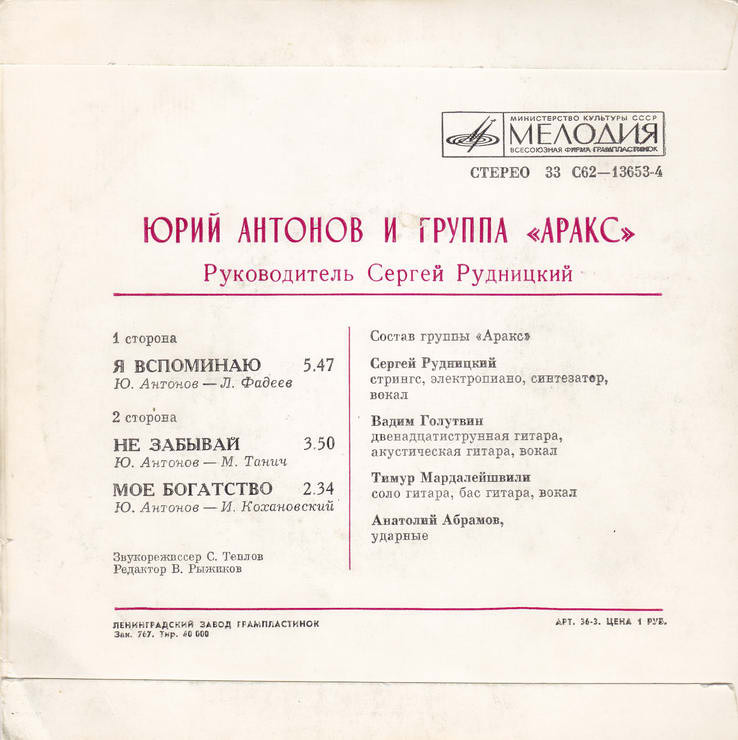 МИНИСТЕРСТВО КУЛЬТУРЫ СССР
МЕЛОДИЯ
ВСЕСОЮЗНАЯ ФИРМА ГРАМПЛАСТИНОК
СТЕРЕО 33 С62—13653-4
ЮРИЙ АНТОНОВ И ГРУППА «АРАКС»
Руководитель Сергей Рудницкий
1 сторона
Я ВСПОМИНАЮ 5.47
Ю. Антонов — Л. Фадеев
2 сторона
НЕ ЗАБЫВАЙ 3.50
Ю. Антонов — М. Танич
МОЕ БОГАТСТВО 2.34
Ю. Антонов — И. Кохановский
Звукорежиссер С. Теплов
Редактор В. Рыжиков
Состав группы «Аракс»
Сергей Рудницкий
стрингс, электропиано, синтезатор,
вокал
Вадим Голутвин
двенадцатиструнная гитара,
акустическая гитара, вокал
Тимур Мардалейшвили
соло гитара, бас гитара, вокал
Анатолий Абрамов,
ударные
ЛЕНИНГРАДСКИЙ ЗАВОД ГРАМПЛАСТИНОК
Зак. 767. Тир. 60 000
АРТ. 36-3. ЦЕНА 1 РУБ.